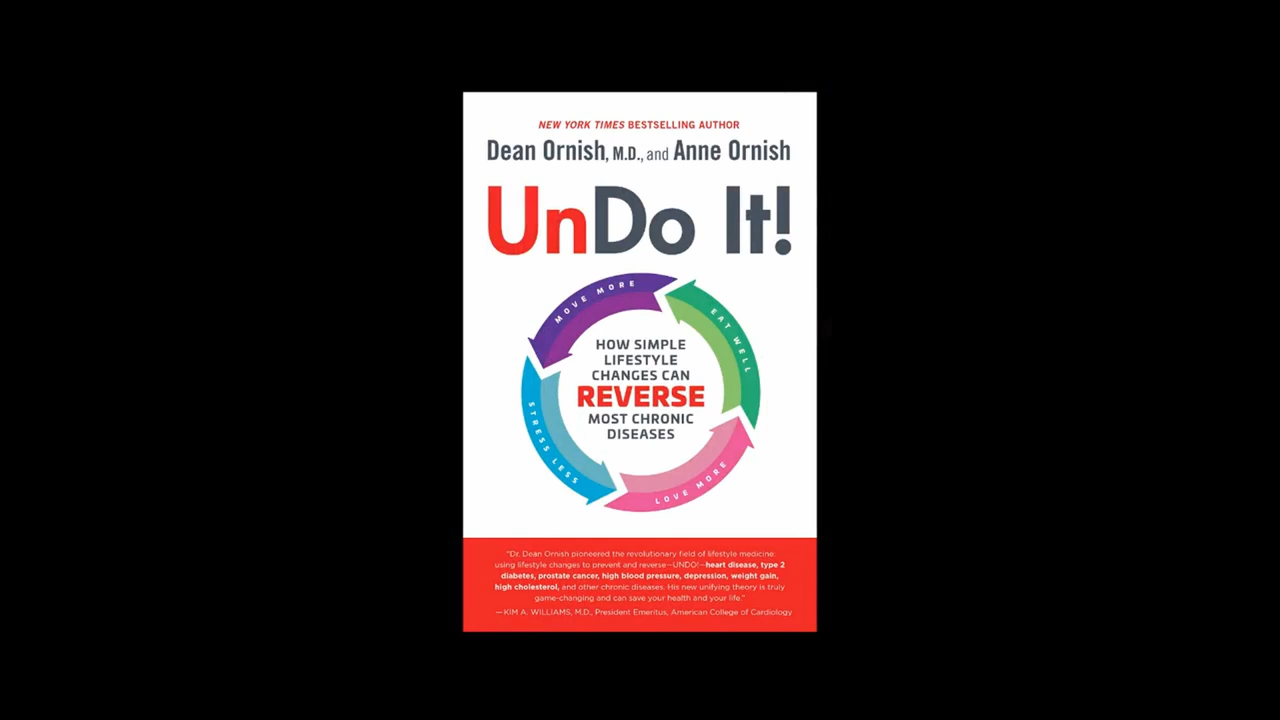 NEW YORK TIMES BESTSELLING AUTHOR
Dean Ornish, M.D., and Anne Ornish
UnDo It!
MOVE MORE
EAT WELL
HOW SIMPLE
LIFESTYLE
CHANGES CAN
REVERSE
MOST CHRONIC
DISEASES
STRESS LESS
LOVE MORE
"Dr. Dean Ornish pioneered the revolutionary field of lifestyle medicine:
using lifestyle changes to prevent and reverse—UNDO!—heart disease, type 2
diabetes, prostate cancer, high blood pressure, depression, weight gain,
high cholesterol, and other chronic diseases. His new unifying theory is truly
game-changing and can save your health and your life."
—KIM A. WILLIAMS, M.D., President Emeritus, American College of Cardiology